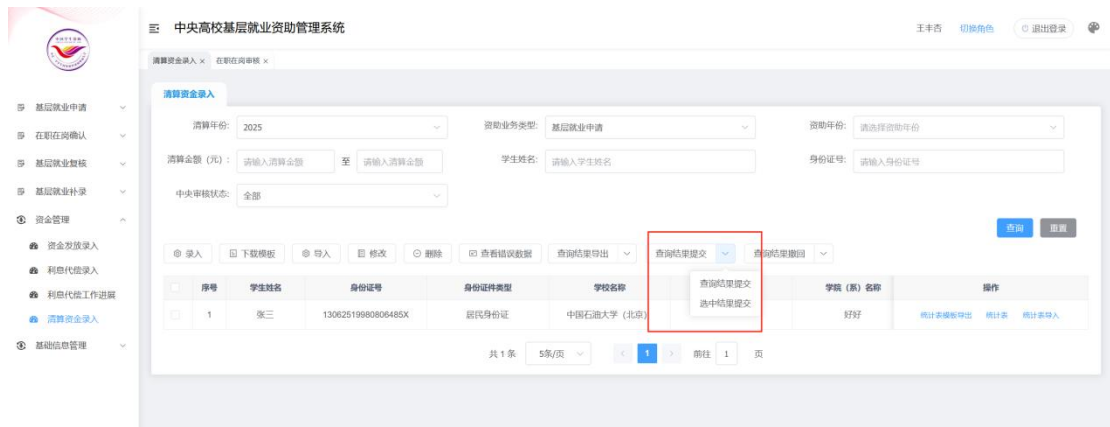 中央高校基层就业资助管理系统
王丰杏 切换角色 退出登录
清算资金录入 × 在职在岗审核 ×
清算资金录入
基层就业申请
在职在岗确认
基层就业复核
基层就业补录
资金管理
资金发放录入
利息代偿录入
利息代偿工作进展
清算资金录入
基础信息管理
清算年份: 2025 资助业务类型: 基层就业申请 资助年份: 请选择资助年份
清算金额（元）: 请输入清算金额 至 请输入清算金额 学生姓名: 请输入学生姓名 身份证号: 请输入身份证号
中央审核状态: 全部
查询 重置
录入 下载模板 导入 修改 删除 查看错误数据 查询结果导出 查询结果提交 查询结果撤回
查询结果提交
选中结果提交
序号 学生姓名 身份证号 身份证件类型 学校名称 学院（系）名称 操作
1 张三 13062519980806485X 居民身份证 中国石油大学（北京） 好好 统计表模板导出 统计表 统计表导入
共 1 条 5条/页 1 前往 1 页